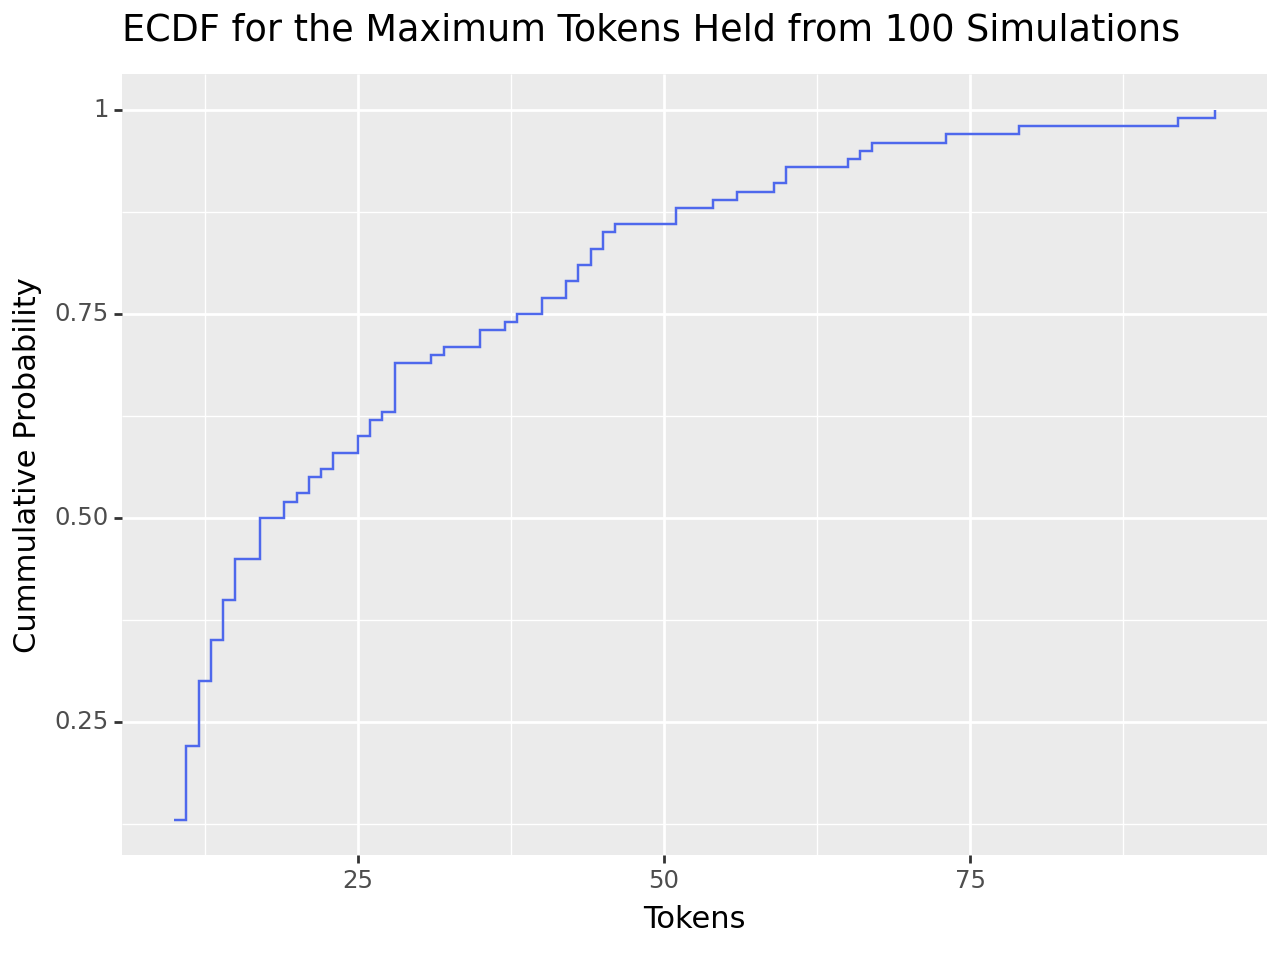 ECDF for the Maximum Tokens Held from 100 Simulations
1
0.75
0.50
0.25
Cummulative Probability
25 50 75
Tokens